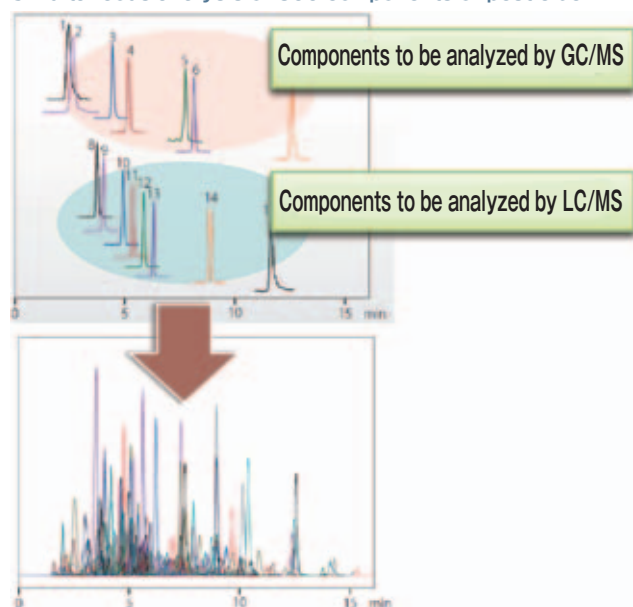 1 2 3 4 5 6
Components to be analyzed by GC/MS
8 9 10 11 12 13 14
Components to be analyzed by LC/MS
0 5 10 15 min
0 5 10 15 min